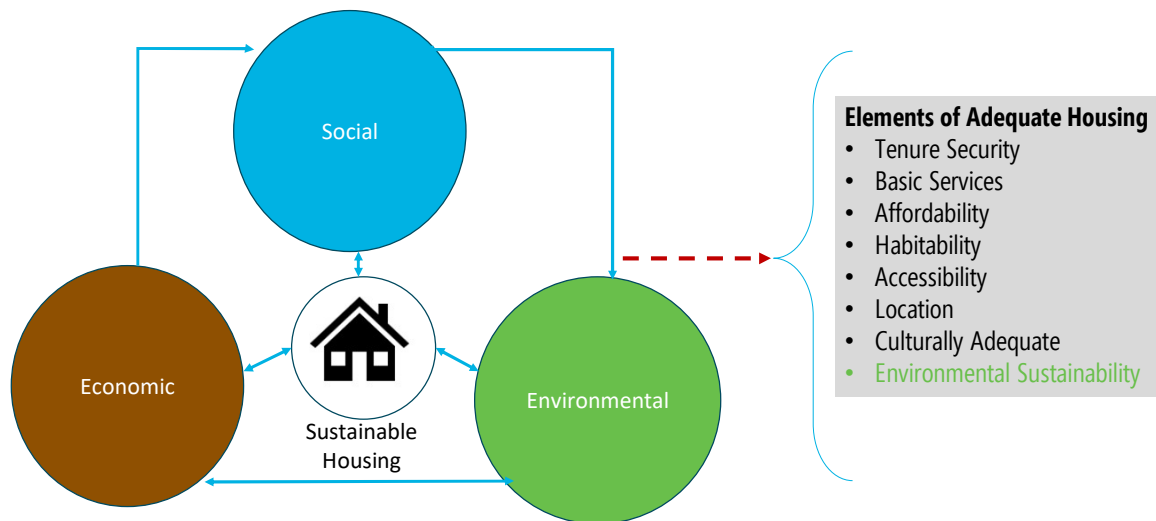 Social
Economic
Sustainable
Housing
Environmental
Elements of Adequate Housing
• Tenure Security
• Basic Services
• Affordability
• Habitability
• Accessibility
• Location
• Culturally Adequate
• Environmental Sustainability